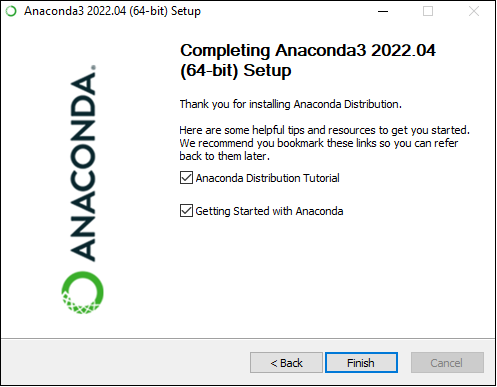 Anaconda3 2022.04 (64-bit) Setup
ANACONDA.
Completing Anaconda3 2022.04
(64-bit) Setup
Thank you for installing Anaconda Distribution.
Here are some helpful tips and resources to get you started.
We recommend you bookmark these links so you can refer
back to them later.
Anaconda Distribution Tutorial
Getting Started with Anaconda
< Back
Finish
Cancel